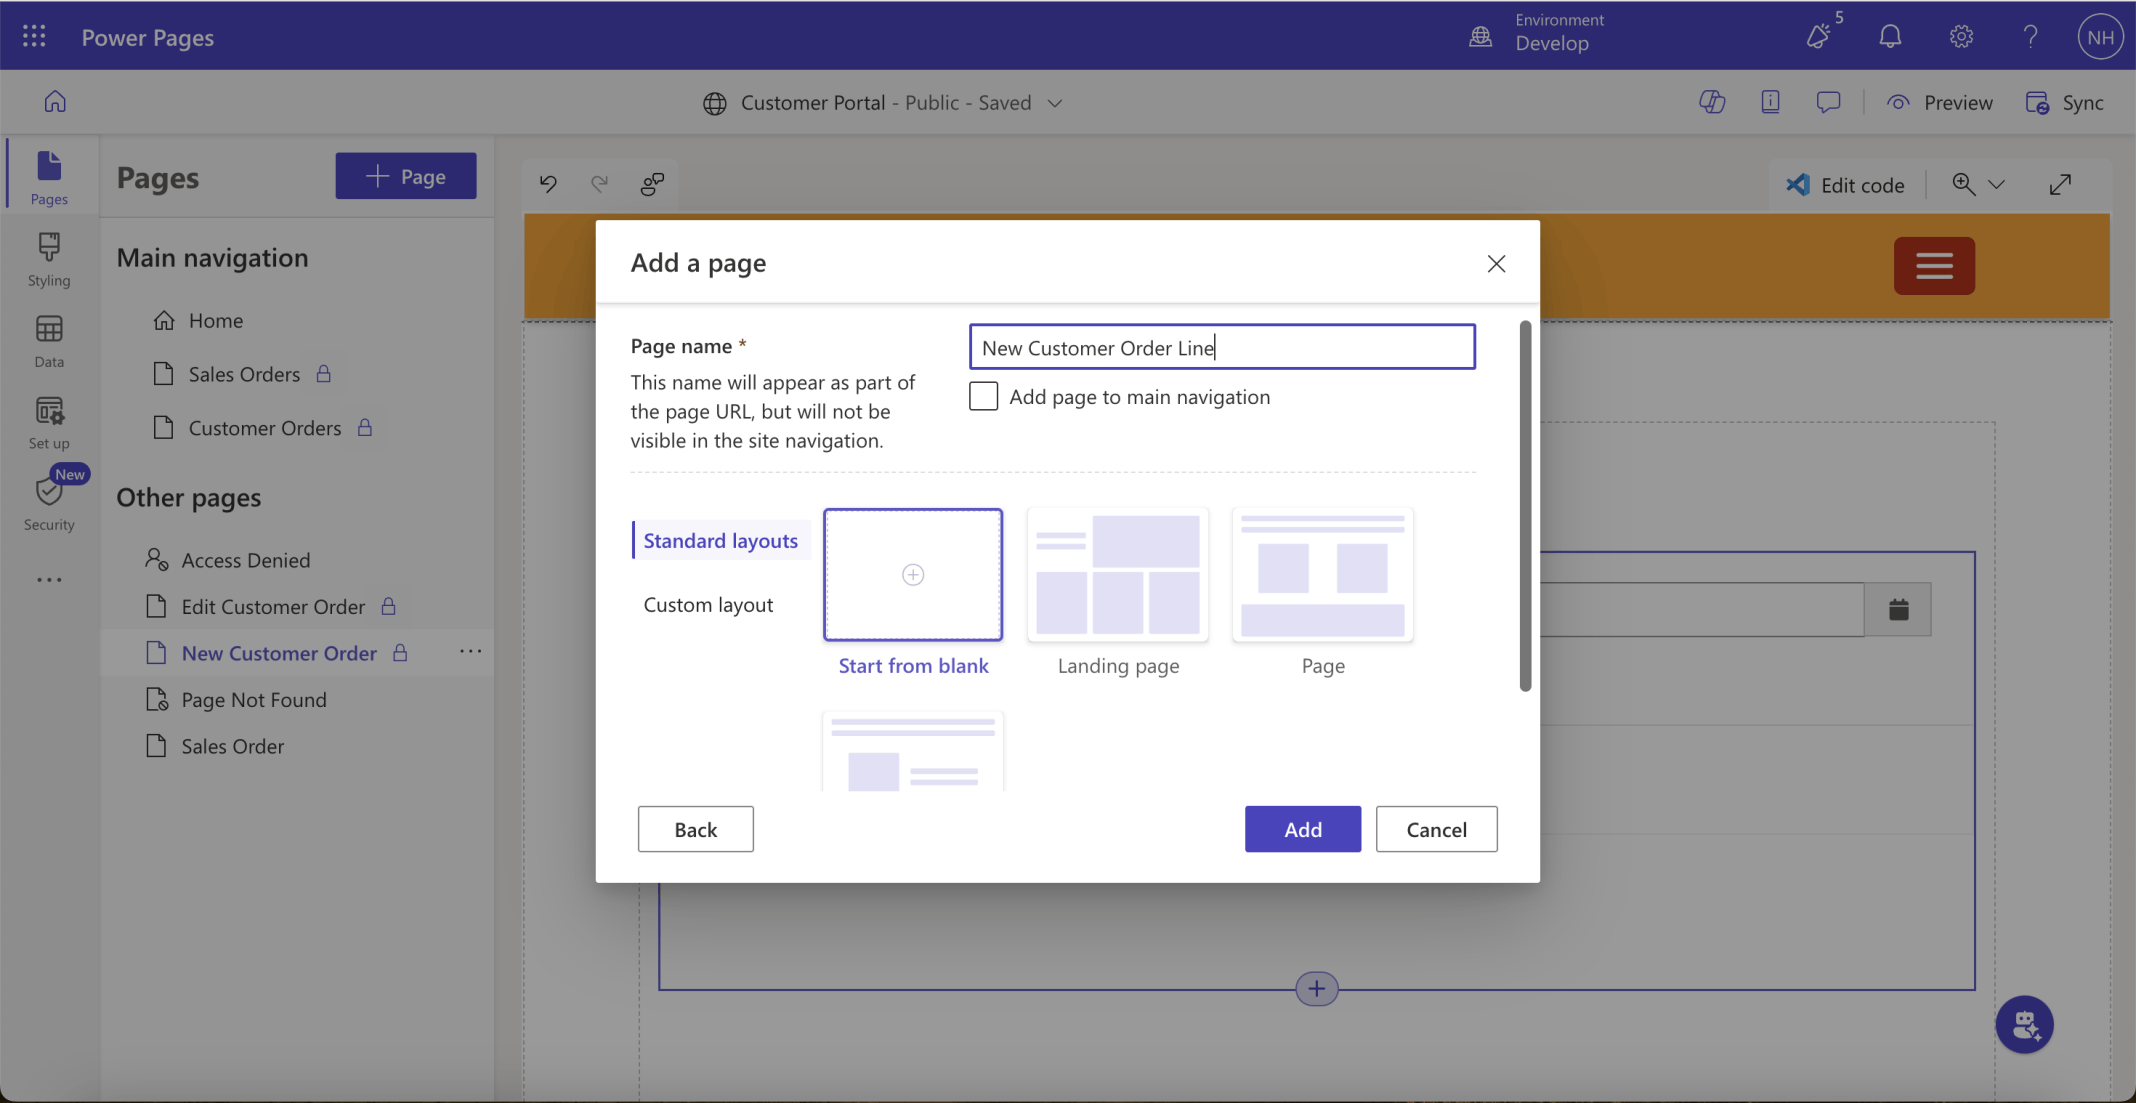 Power Pages
Environment
Develop
5
NH
Customer Portal - Public - Saved
Preview
Sync
Pages
Styling
Data
Set up
New
Security
Pages
Page
Main navigation
Home
Sales Orders
Customer Orders
Other pages
Access Denied
Edit Customer Order
New Customer Order
Page Not Found
Sales Order
Edit code
Add a page
Page name *
This name will appear as part of
the page URL, but will not be
visible in the site navigation.
New Customer Order Line
Add page to main navigation
Standard layouts
Custom layout
Start from blank
Landing page
Page
Back
Add
Cancel